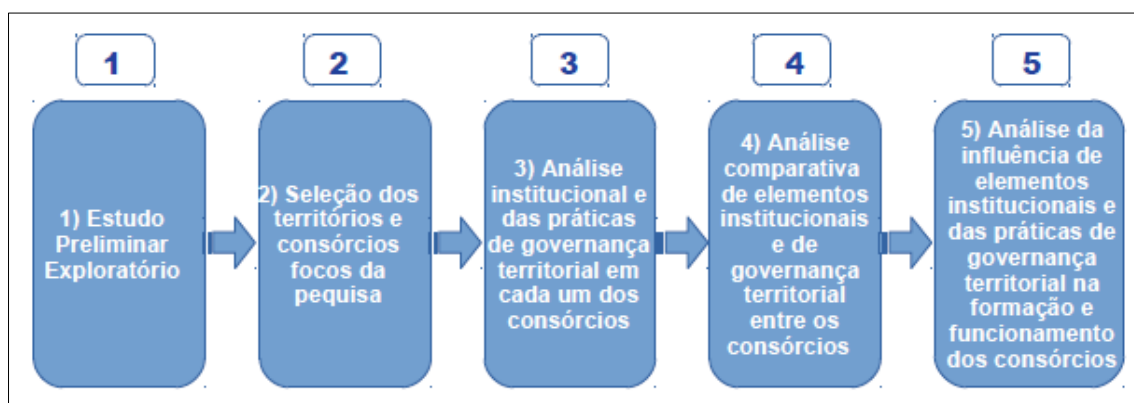 1
2
3
4
5
1) Estudo
Preliminar
Exploratório
2) Seleção dos
territórios e
consórcios
focos da
pequisa
3) Análise
institucional e
das práticas
de governança
territorial em
cada um dos
consórcios
4) Análise
comparativa
de elementos
institucionais
e de
governança
territorial
entre os
consórcios
5) Análise da
influência de
elementos
institucionais e
das práticas de
governança
territorial na
formação e
funcionamento
dos consórcios